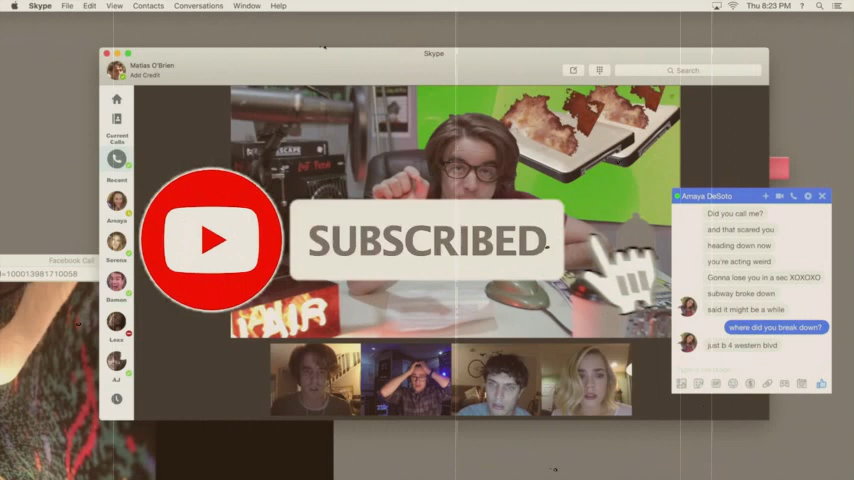 Skype File Edit View Contacts Conversations Window Help
Thu 8:23 PM ?
Skype
Matias O'Brien
Add Credit
Search
Current
Calls
Recent
Amaya
Serena
Damon
Lexx
AJ
Facebook Call
d=100013981710058
SUBSCRIBED
Amaya DeSoto
Did you call me?
and that scared you
heading down now
you're acting weird
Gonna lose you in a sec XOXOXO
subway broke down
said it might be a while
where did you break down?
just b 4 western blvd